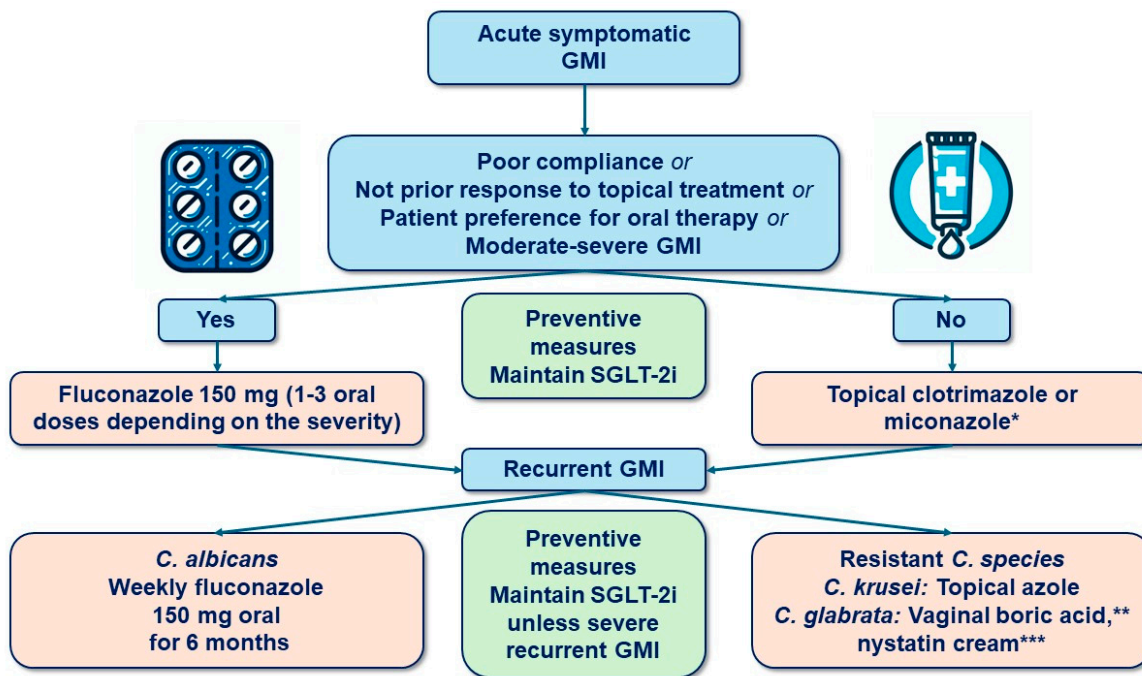 Acute symptomatic
GMI
Poor compliance or
Not prior response to topical treatment or
Patient preference for oral therapy or
Moderate-severe GMI
Yes
Preventive
measures
Maintain SGLT-2i
No
Fluconazole 150 mg (1-3 oral
doses depending on the severity)
Topical clotrimazole or
miconazole*
Recurrent GMI
C. albicans
Weekly fluconazole
150 mg oral
for 6 months
Preventive
measures
Maintain SGLT-2i
unless severe
recurrent GMI
Resistant C. species
C. krusei: Topical azole
C. glabrata: Vaginal boric acid,**
nystatin cream***